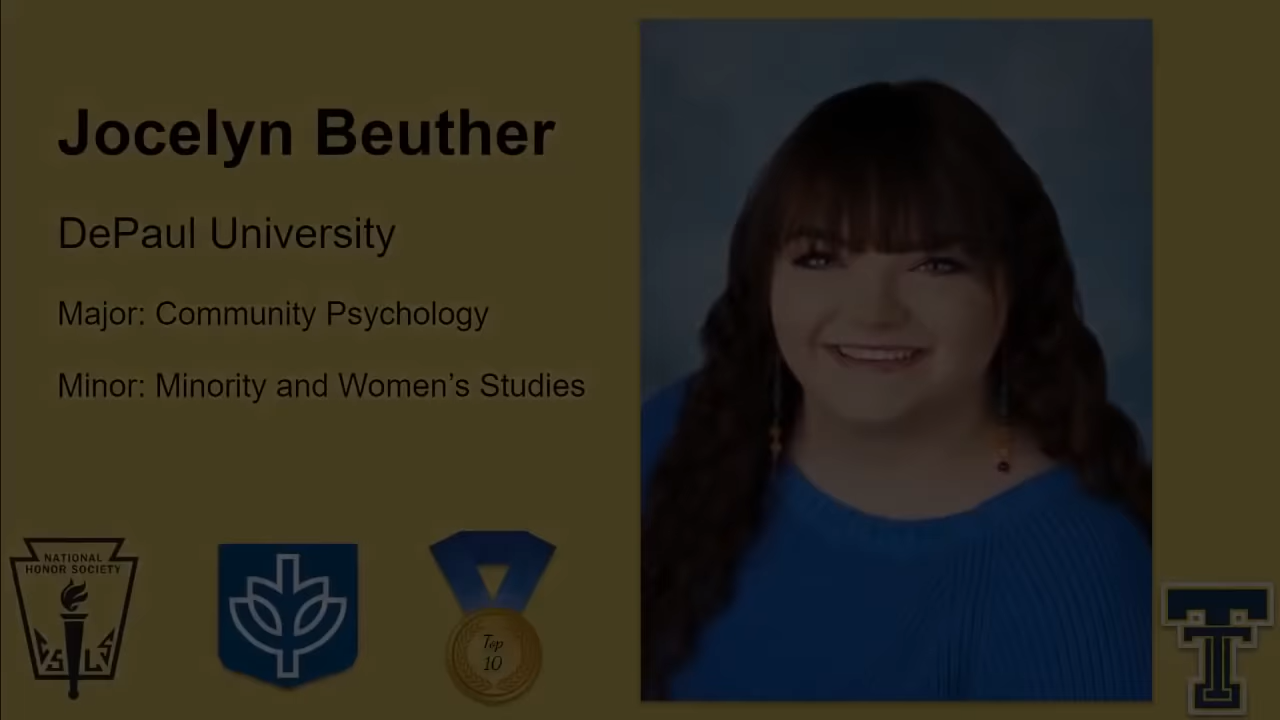 Jocelyn Beuther
DePaul University
Major: Community Psychology
Minor: Minority and Women’s Studies
NATIONAL
HONOR SOCIETY
S L S
Top
10
T